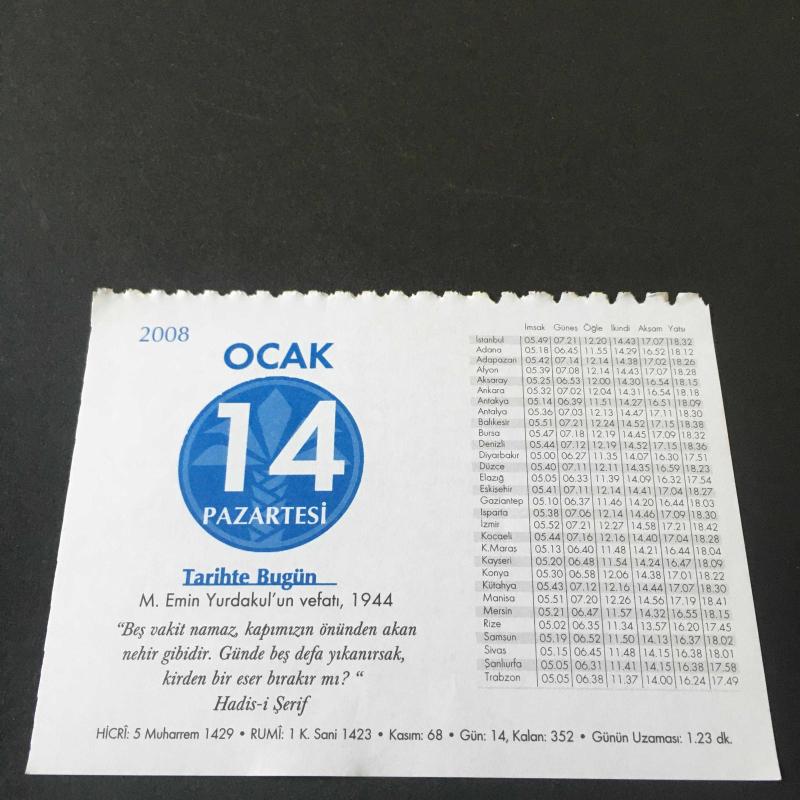 2008
OCAK
14
PAZARTESİ
Tarihte Bugün
M. Emin Yurdakul'un vefatı, 1944
"Beş vakit namaz, kapımızın önünden akan
nehir gibidir. Günde beş defa yıkanırsak,
kirden bir eser bırakır mı? "
Hadis-i Şerif
İmsak Güneş Öğle İkindi Akşam Yatsı
İstanbul 05.49 07.21 12.20 14.43 17.07 18.32
Adana 05.18 06.45 11.55 14.29 16.52 18.12
Adapazarı 05.42 07.14 12.14 14.38 17.02 18.26
Afyon 05.39 07.08 12.14 14.43 17.07 18.28
Aksaray 05.25 06.53 12.00 14.30 16.54 18.15
Ankara 05.32 07.02 12.04 14.31 16.54 18.18
Antakya 05.14 06.39 11.51 14.27 16.51 18.09
Antalya 05.36 07.03 12.13 14.47 17.11 18.30
Balıkesir 05.51 07.21 12.24 14.52 17.15 18.38
Bursa 05.47 07.18 12.19 14.45 17.09 18.32
Denizli 05.44 07.12 12.19 14.52 17.15 18.36
Diyarbakır 05.00 06.27 11.35 14.07 16.30 17.51
Düzce 05.40 07.11 12.11 14.35 16.59 18.23
Elazığ 05.05 06.33 11.39 14.09 16.32 17.54
Eskişehir 05.41 07.11 12.14 14.41 17.04 18.27
Gaziantep 05.10 06.37 11.46 14.20 16.44 18.03
Isparta 05.38 07.06 12.14 14.46 17.09 18.30
İzmir 05.52 07.21 12.27 14.58 17.21 18.42
Kocaeli 05.44 07.16 12.16 14.40 17.04 18.28
K.Maraş 05.13 06.40 11.48 14.21 16.44 18.04
Kayseri 05.20 06.48 11.54 14.24 16.47 18.09
Konya 05.30 06.58 12.06 14.38 17.01 18.22
Kütahya 05.43 07.12 12.16 14.44 17.07 18.30
Manisa 05.51 07.20 12.26 14.56 17.19 18.41
Mersin 05.21 06.47 11.57 14.32 16.55 18.15
Rize 05.02 06.35 11.34 13.57 16.20 17.45
Samsun 05.19 06.52 11.50 14.13 16.37 18.02
Sivas 05.15 06.45 11.48 14.15 16.38 18.01
Şanlıurfa 05.05 06.31 11.41 14.15 16.38 17.58
Trabzon 05.05 06.38 11.37 14.00 16.24 17.49
HİCRÎ: 5 Muharrem 1429 • RUMÎ: 1 K. Sani 1423 • Kasım: 68 • Gün: 14, Kalan: 352 • Günün Uzaması: 1.23 dk.